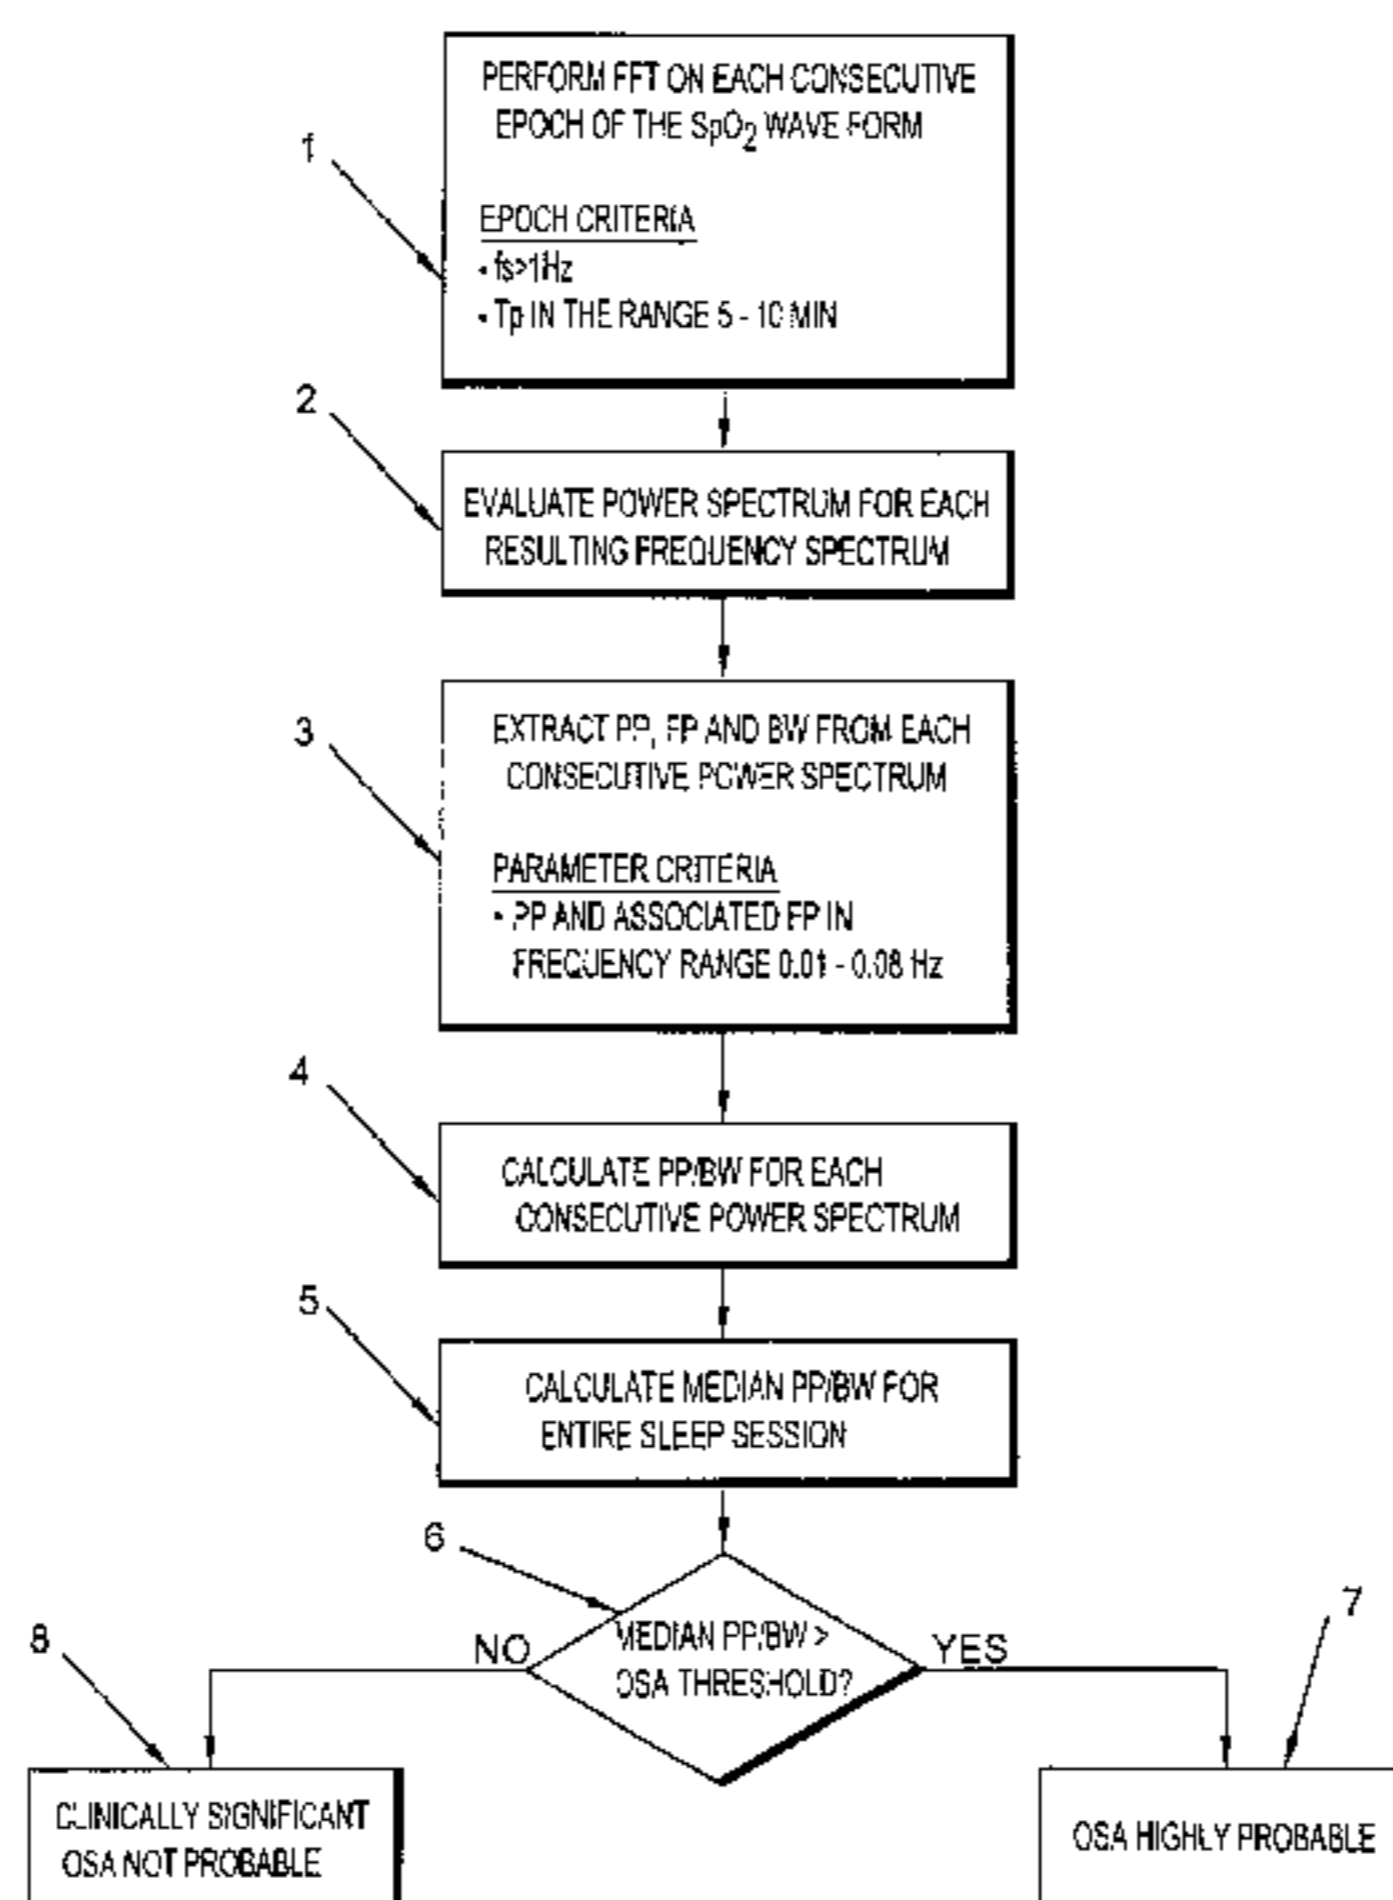 PERFORM FFT ON EACH CONSECUTIVE
EPOCH OF THE SpO2 WAVE FORM
1
EPOCH CRITERIA
• fs>1Hz
• Tp IN THE RANGE 5 - 10 MIN
2
EVALUATE POWER SPECTRUM FOR EACH
RESULTING FREQUENCY SPECTRUM
3
EXTRACT PP, FP AND BW FROM EACH
CONSECUTIVE POWER SPECTRUM
PARAMETER CRITERIA
• PP AND ASSOCIATED FP IN
FREQUENCY RANGE 0.01 - 0.08 Hz
4
CALCULATE PP/BW FOR EACH
CONSECUTIVE POWER SPECTRUM
5
CALCULATE MEDIAN PP/BW FOR
ENTIRE SLEEP SESSION
6
MEDIAN PP/BW >
OSA THRESHOLD?
NO
YES
8
7
CLINICALLY SIGNIFICANT
OSA NOT PROBABLE
OSA HIGHLY PROBABLE